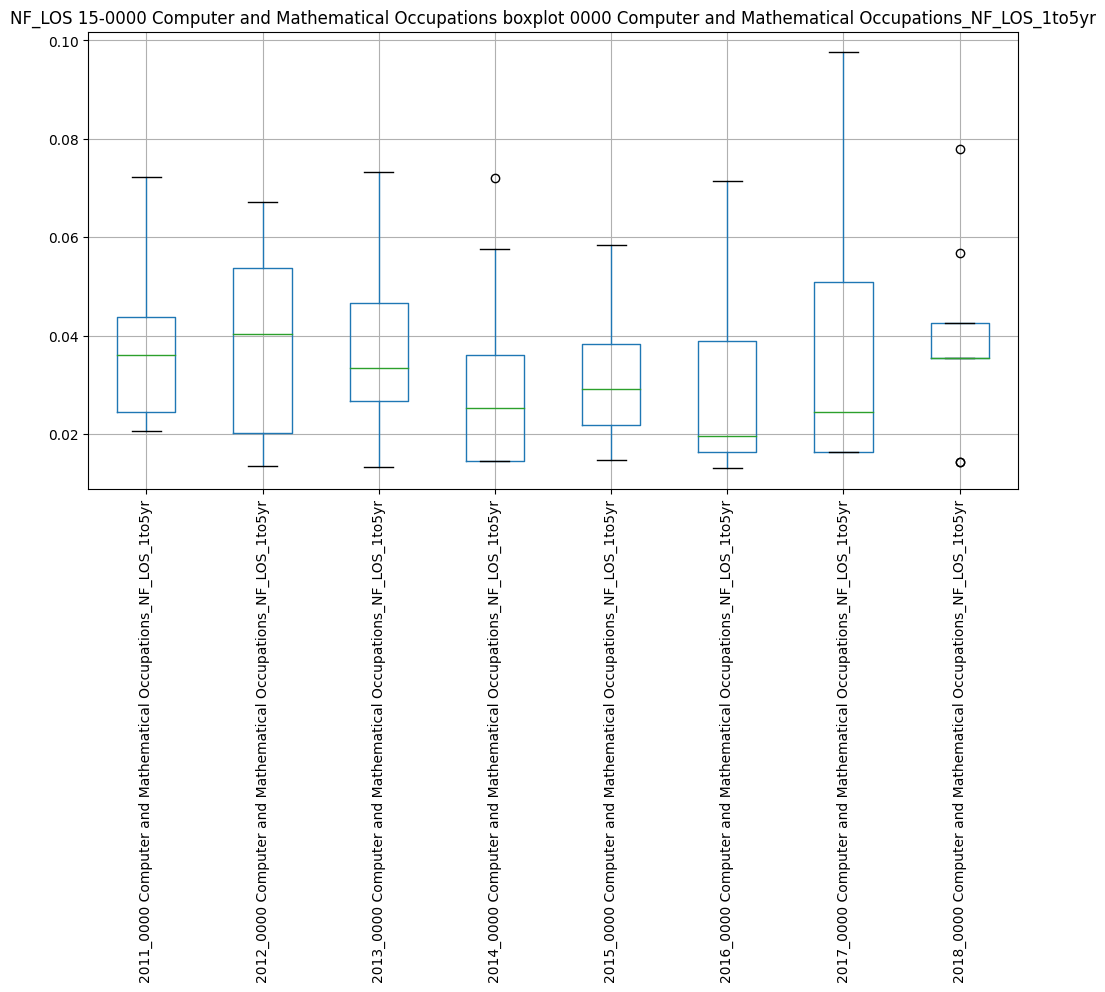 NF_LOS 15-0000 Computer and Mathematical Occupations boxplot 0000 Computer and Mathematical Occupations_NF_LOS_1to5yr
0.10
0.08
0.06
0.04
0.02
2011_0000 Computer and Mathematical Occupations_NF_LOS_1to5yr
2012_0000 Computer and Mathematical Occupations_NF_LOS_1to5yr
2013_0000 Computer and Mathematical Occupations_NF_LOS_1to5yr
2014_0000 Computer and Mathematical Occupations_NF_LOS_1to5yr
2015_0000 Computer and Mathematical Occupations_NF_LOS_1to5yr
2016_0000 Computer and Mathematical Occupations_NF_LOS_1to5yr
2017_0000 Computer and Mathematical Occupations_NF_LOS_1to5yr
2018_0000 Computer and Mathematical Occupations_NF_LOS_1to5yr